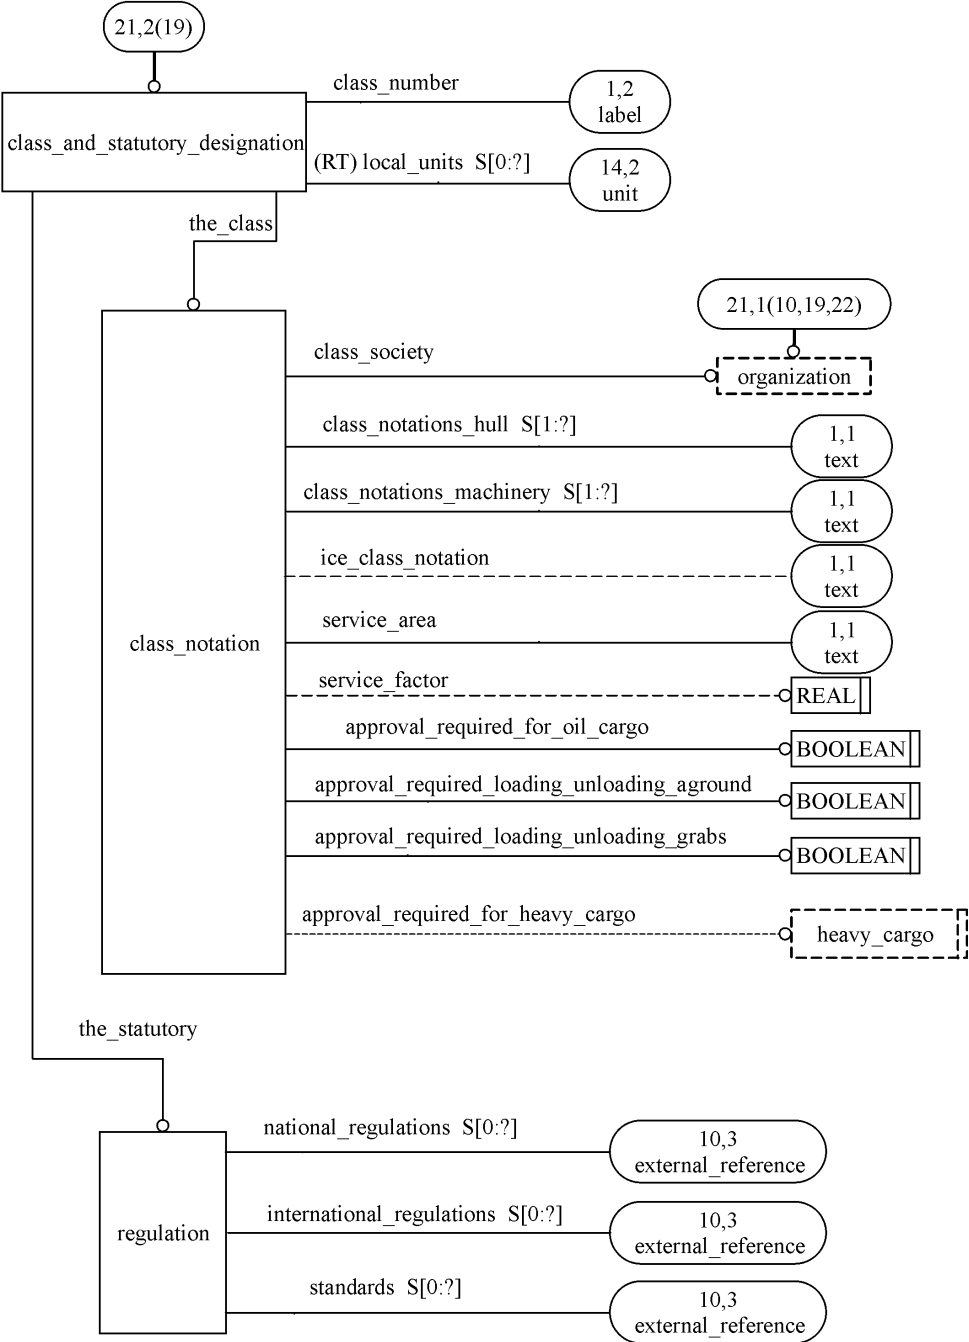 21,2(19)
class_number
1,2
label
class_and_statutory_designation
(RT) local_units S[0:?]
14,2
unit
the_class
21,1(10,19,22)
class_society
organization
class_notations_hull S[1:?]
1,1
text
class_notations_machinery S[1:?]
1,1
text
ice_class_notation
1,1
text
service_area
1,1
text
class_notation
service_factor
REAL
approval_required_for_oil_cargo
BOOLEAN
approval_required_loading_unloading_aground
BOOLEAN
approval_required_loading_unloading_grabs
BOOLEAN
approval_required_for_heavy_cargo
heavy_cargo
the_statutory
national_regulations S[0:?]
10,3
external_reference
international_regulations S[0:?]
10,3
external_reference
regulation
standards S[0:?]
10,3
external_reference